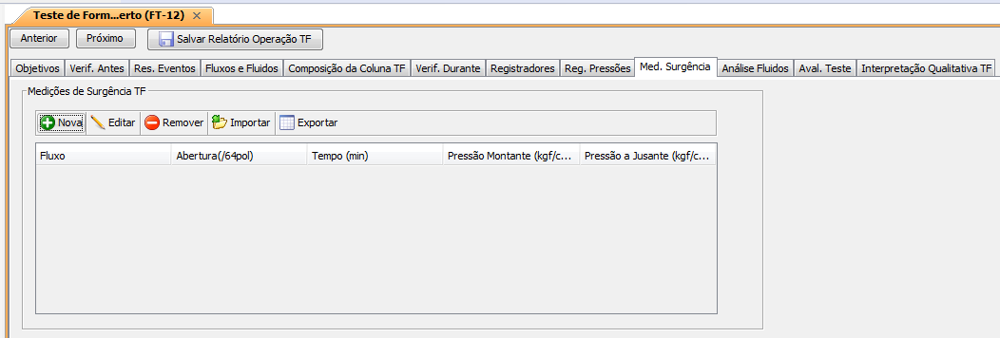 Teste de Form...erto (FT-12)
Anterior Próximo Salvar Relatório Operação TF
Objetivos Verif. Antes Res. Eventos Fluxos e Fluidos Composição da Coluna TF Verif. Durante Registradores Reg. Pressões Med. Surgência Análise Fluidos Aval. Teste Interpretação Qualitativa TF
Medições de Surgência TF
Nova Editar Remover Importar Exportar
Fluxo Abertura(/64pol) Tempo (min) Pressão Montante (kgf/c... Pressão a Jusante (kgf/c...